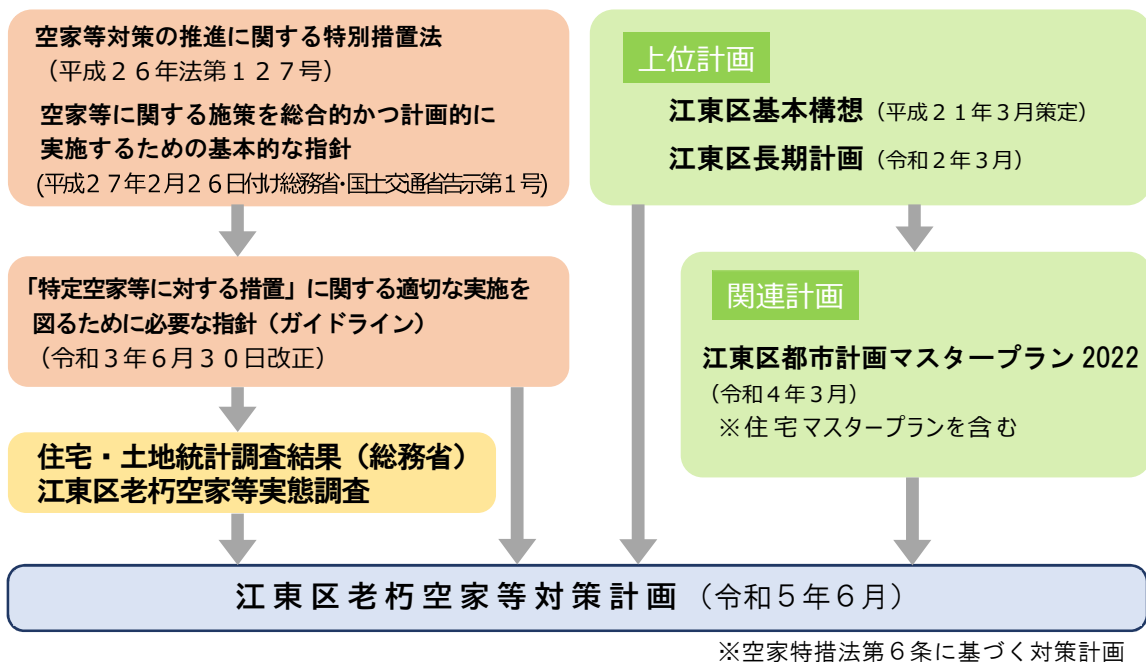 空家等対策の推進に関する特別措置法
（平成２６年法第１２７号）
空家等に関する施策を総合的かつ計画的に
実施するための基本的な指針
(平成２７年２月２６日付け総務省・国土交通省告示第１号)
「特定空家等に対する措置」に関する適切な実施を
図るために必要な指針（ガイドライン）
（令和３年６月３０日改正）
住宅・土地統計調査結果（総務省）
江東区老朽空家等実態調査
上位計画
江東区基本構想（平成２１年３月策定）
江東区長期計画（令和２年３月）
関連計画
江東区都市計画マスタープラン 2022
（令和４年３月）
※住宅マスタープランを含む
江東区老朽空家等対策計画（令和５年６月）
※空家特措法第６条に基づく対策計画